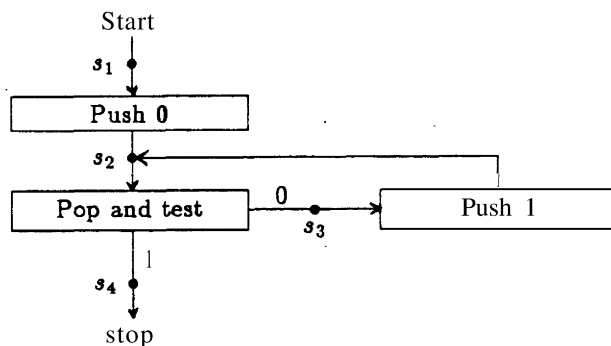 Start
s₁
Push 0
s₂
Pop and test
0
s₃
Push 1
1
s₄
stop